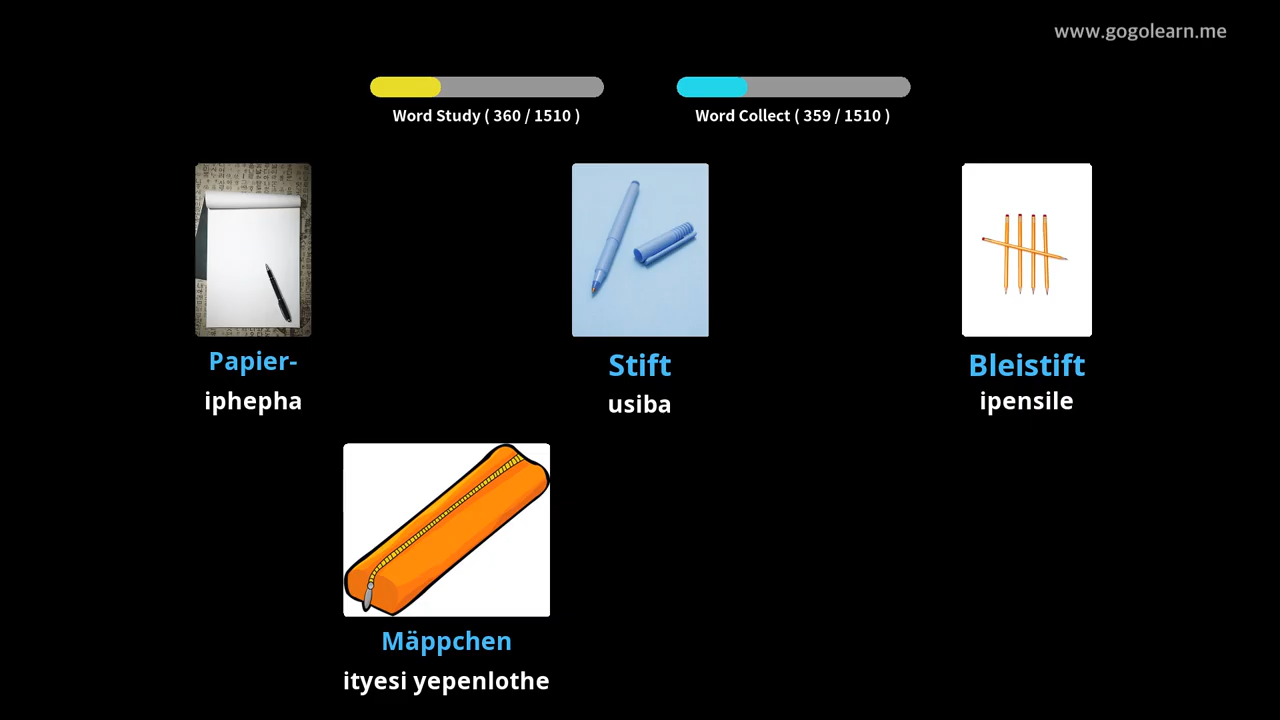 www.gogolearn.me
Word Study ( 360 / 1510 )
Word Collect ( 359 / 1510 )
Papier-
iphepha
Stift
usiba
Bleistift
ipensile
Mäppchen
ityesi yepenlothe